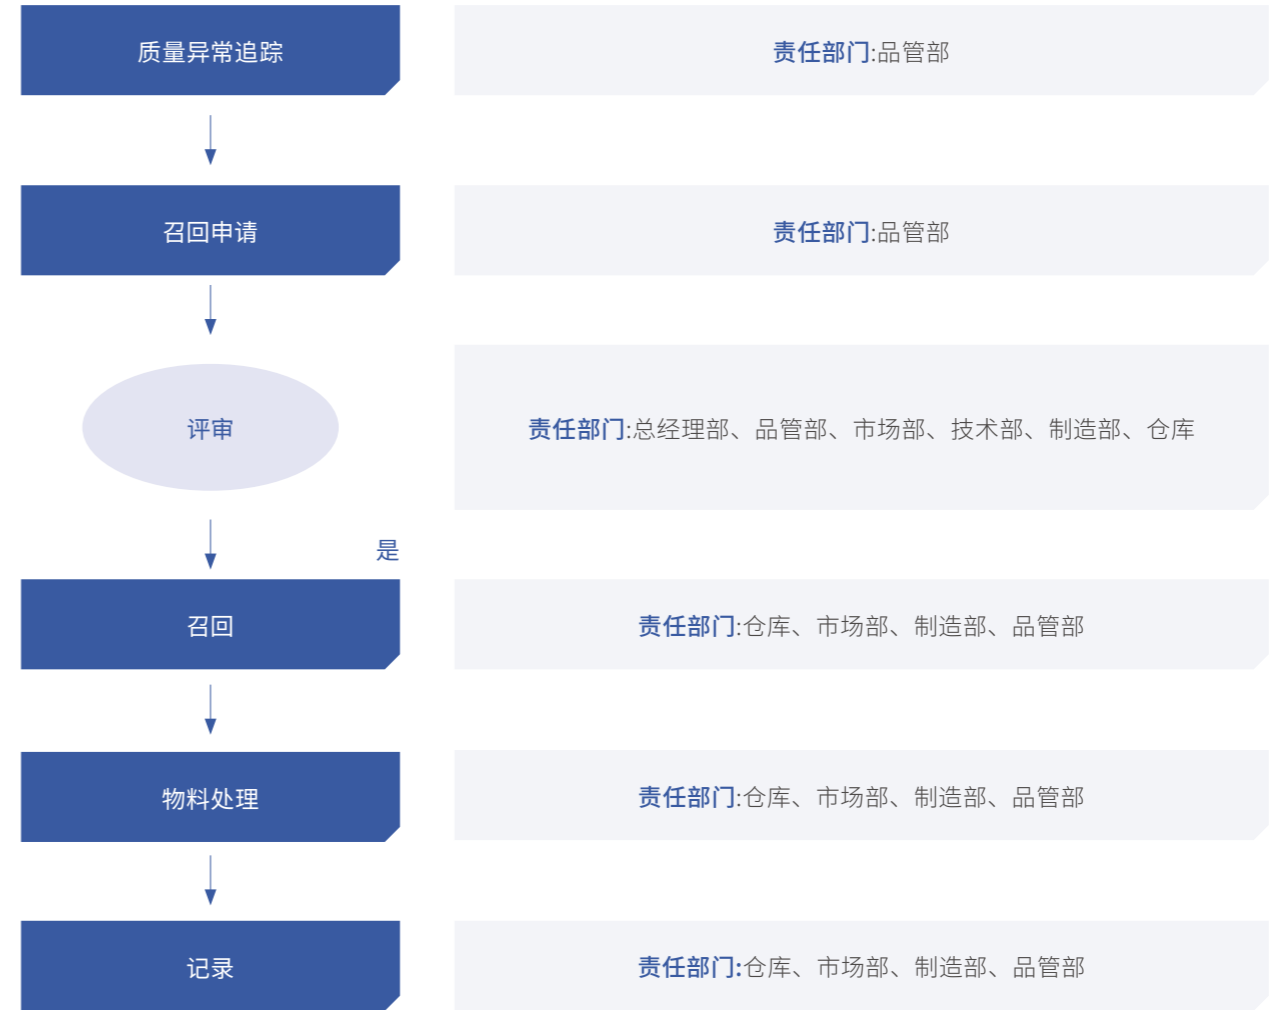 质量异常追踪
责任部门:品管部
召回申请
责任部门:品管部
评审
责任部门:总经理部、品管部、市场部、技术部、制造部、仓库
是
召回
责任部门:仓库、市场部、制造部、品管部
物料处理
责任部门:仓库、市场部、制造部、品管部
记录
责任部门:仓库、市场部、制造部、品管部